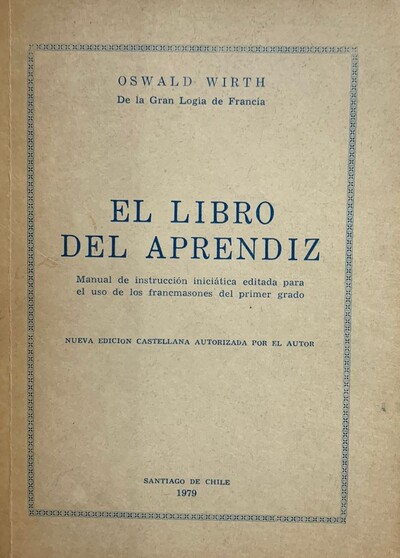 OSWALD WIRTH
De la Gran Logia de Francia
EL LIBRO
DEL APRENDIZ
Manual de instrucción iniciática editada para
el uso de los francmasones del primer grado
NUEVA EDICION CASTELLANA AUTORIZADA POR EL AUTOR
SANTIAGO DE CHILE
1979